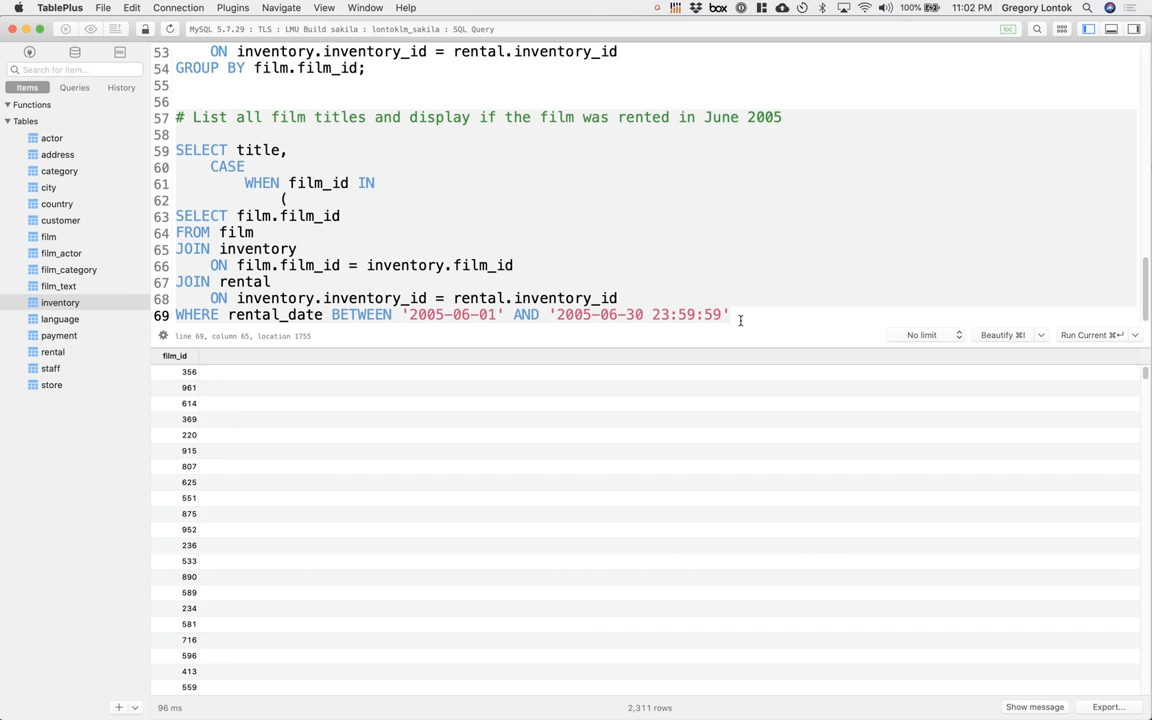 TablePlus File Edit Connection Plugins Navigate View Window Help box 100% 11:02 PM Gregory Lontok
MySQL 5.7.29 : TLS : LMU Build sakila : lontoklm_sakila : SQL Query loc
Search for item...
Items Queries History
Functions
Tables
actor
address
category
city
country
customer
film
film_actor
film_category
film_text
inventory
language
payment
rental
staff
store
53 ON inventory.inventory_id = rental.inventory_id
54 GROUP BY film.film_id;
55
56
57 # List all film titles and display if the film was rented in June 2005
58
59 SELECT title,
60 CASE
61 WHEN film_id IN
62 (
63 SELECT film.film_id
64 FROM film
65 JOIN inventory
66 ON film.film_id = inventory.film_id
67 JOIN rental
68 ON inventory.inventory_id = rental.inventory_id
69 WHERE rental_date BETWEEN '2005-06-01' AND '2005-06-30 23:59:59'
line 69, column 65, location 1755 No limit Beautify ⌘I Run Current ⌘↵
film_id
356
961
614
369
220
915
807
625
551
875
952
236
533
890
589
234
581
716
596
413
559
96 ms 2,311 rows Show message Export...